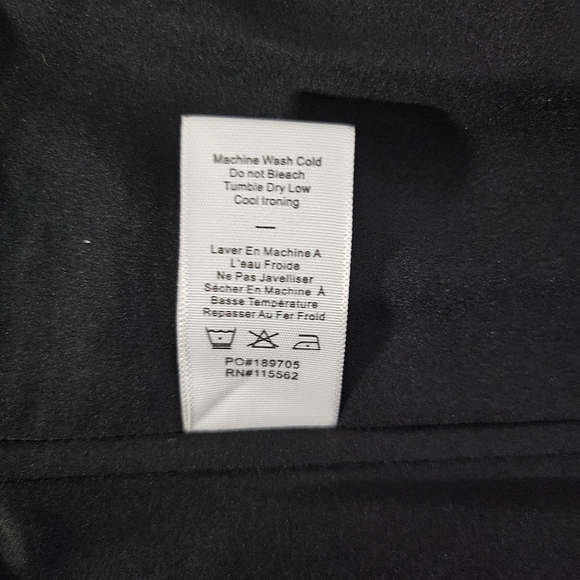 Machine Wash Cold
Do not Bleach
Tumble Dry Low
Cool Ironing
—
Laver En Machine A
L'eau Froide
Ne Pas Javelliser
Sécher En Machine À
Basse Température
Repasser Au Fer Froid
PO#189705
RN#115562